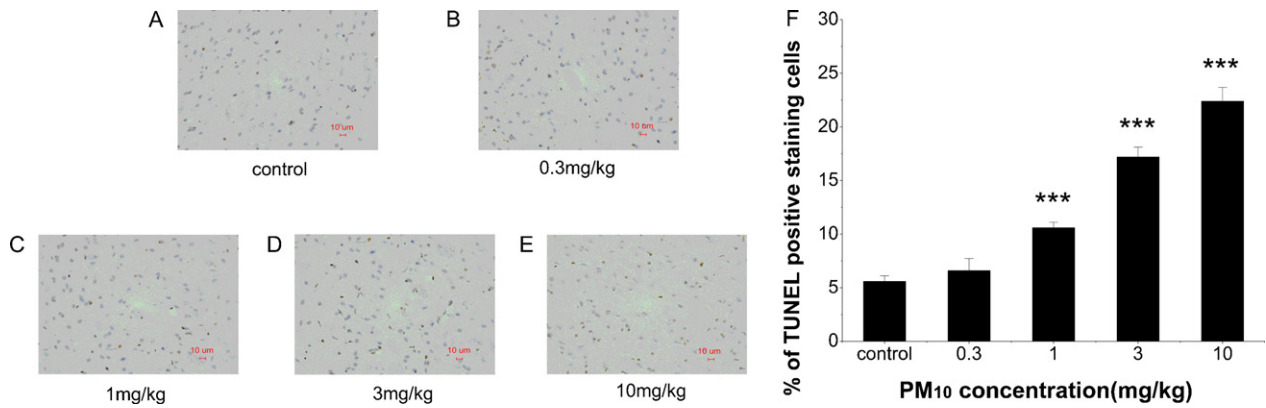 A
10 um
control
B
10 um
0.3mg/kg
C
10 um
1mg/kg
D
10 um
3mg/kg
E
10 um
10mg/kg
F
% of TUNEL positive staining cells
30
25
20
15
10
5
0
***
***
***
control 0.3 1 3 10
PM10 concentration(mg/kg)